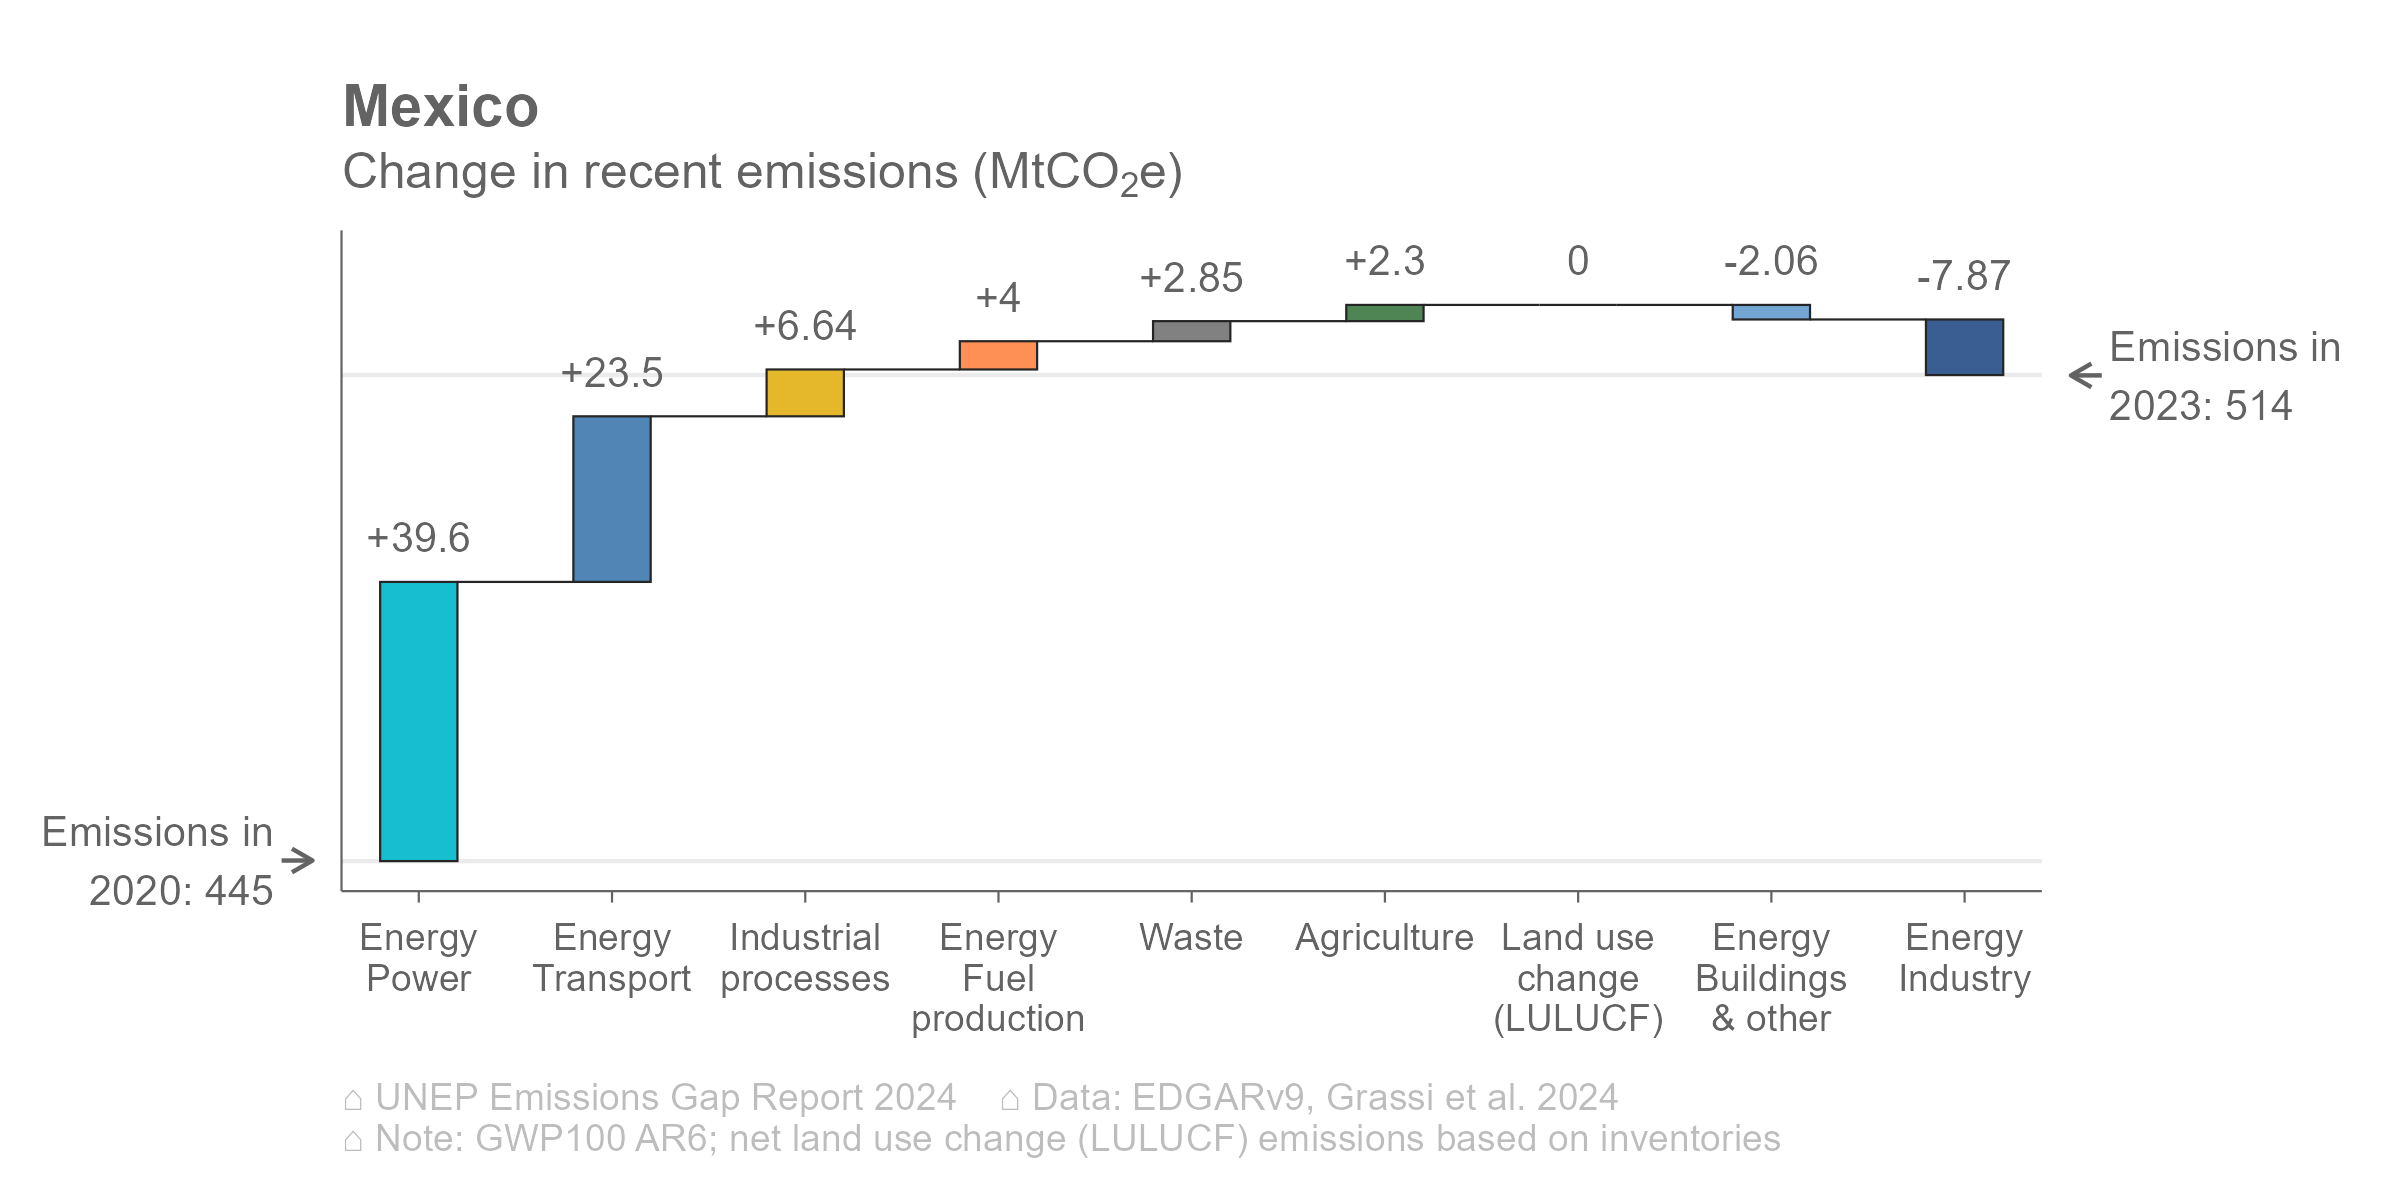 Mexico
Change in recent emissions (MtCO₂e)
+39.6
+23.5
+6.64
+4
+2.85
+2.3
0
-2.06
-7.87
Emissions in
2023: 514
Emissions in
2020: 445
Energy
Power
Energy
Transport
Industrial
processes
Energy
Fuel
production
Waste
Agriculture
Land use
change
(LULUCF)
Energy
Buildings
& other
Energy
Industry
⌂ UNEP Emissions Gap Report 2024 ⌂ Data: EDGARv9, Grassi et al. 2024
⌂ Note: GWP100 AR6; net land use change (LULUCF) emissions based on inventories